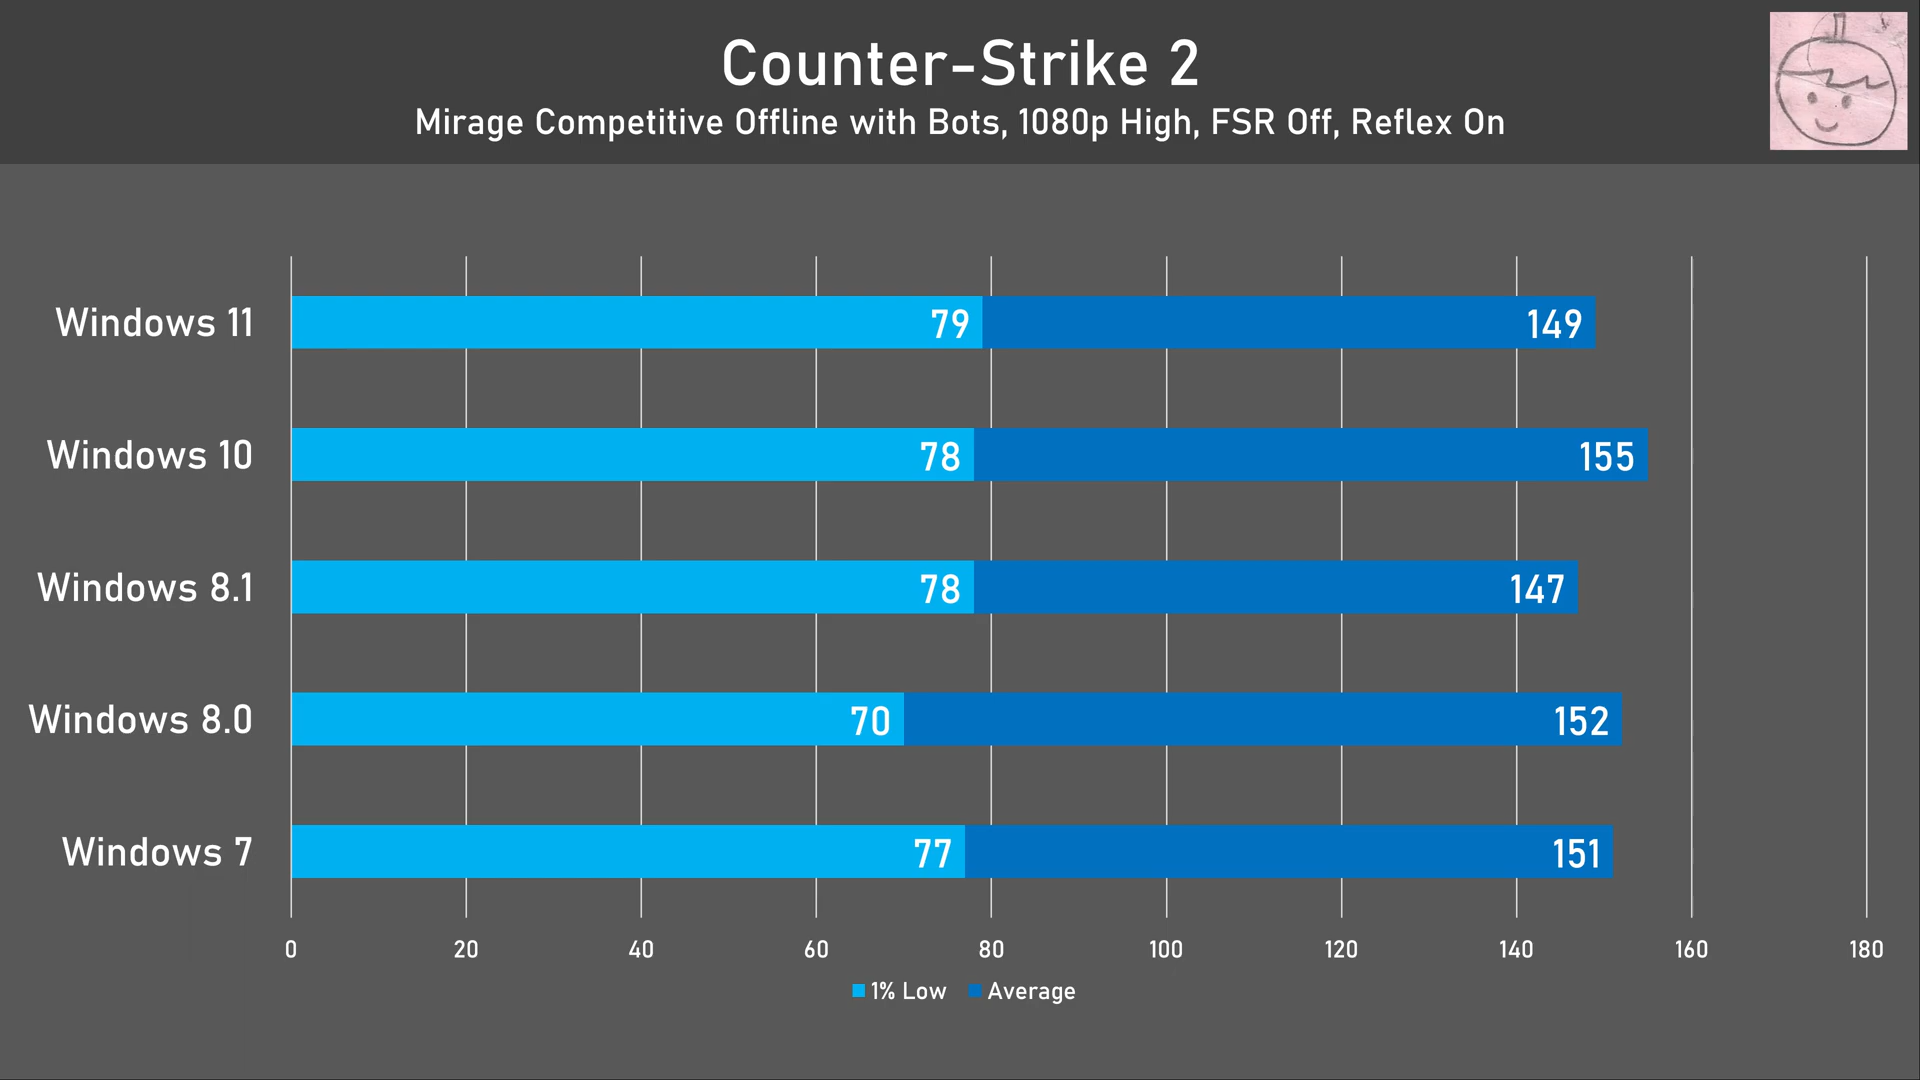 Counter-Strike 2
Mirage Competitive Offline with Bots, 1080p High, FSR Off, Reflex On
Windows 11 79 149
Windows 10 78 155
Windows 8.1 78 147
Windows 8.0 70 152
Windows 7 77 151
0 20 40 60 80 100 120 140 160 180
1% Low Average